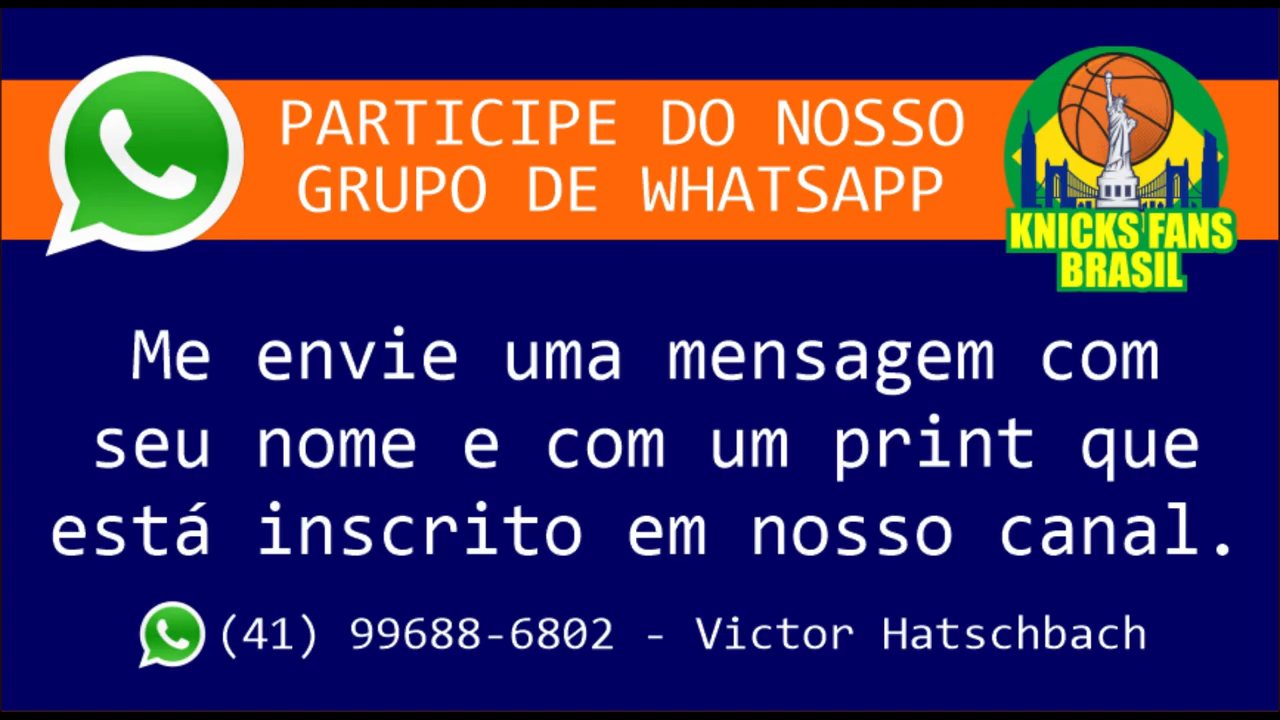 PARTICIPE DO NOSSO
GRUPO DE WHATSAPP
KNICKS FANS
BRASIL
Me envie uma mensagem com
seu nome e com um print que
está inscrito em nosso canal.
(41) 99688-6802 - Victor Hatschbach